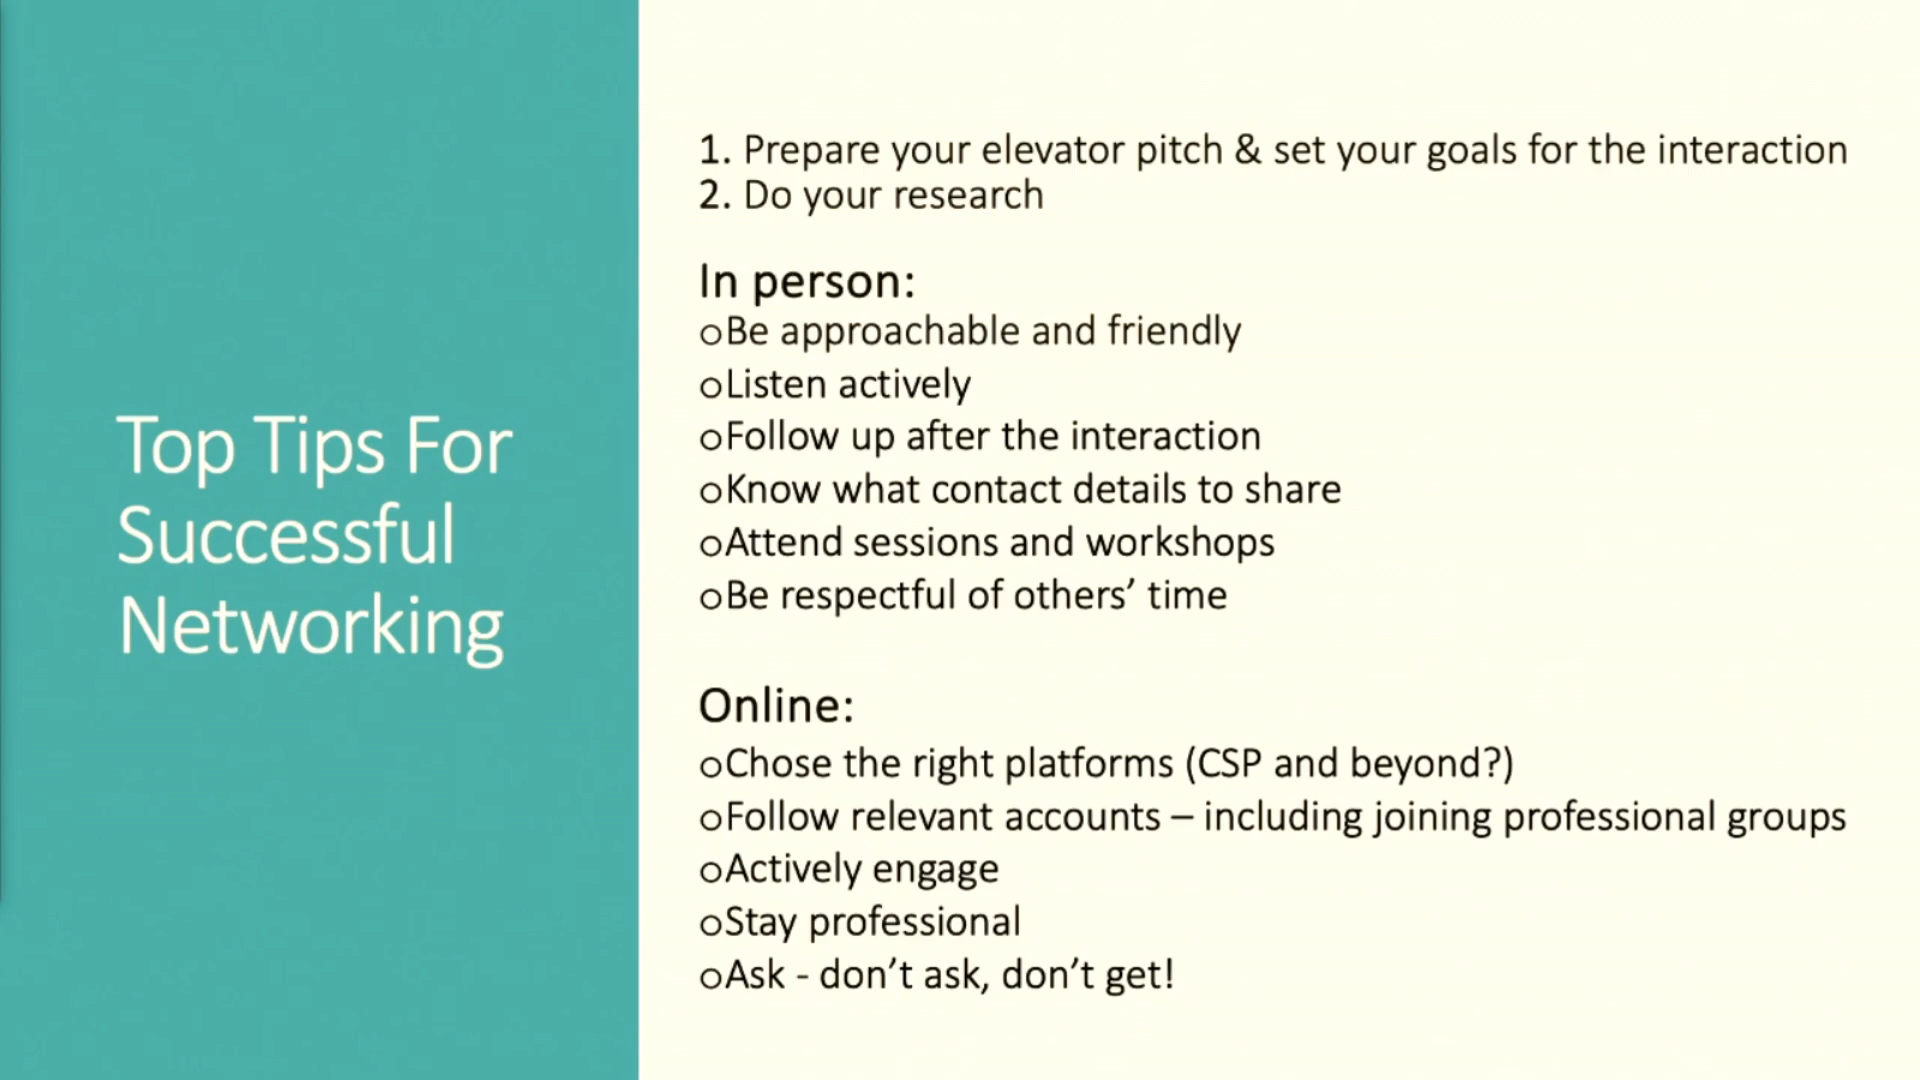 Top Tips For
Successful
Networking
1. Prepare your elevator pitch & set your goals for the interaction
2. Do your research
In person:
oBe approachable and friendly
oListen actively
oFollow up after the interaction
oKnow what contact details to share
oAttend sessions and workshops
oBe respectful of others’ time
Online:
oChose the right platforms (CSP and beyond?)
oFollow relevant accounts – including joining professional groups
oActively engage
oStay professional
oAsk - don’t ask, don’t get!